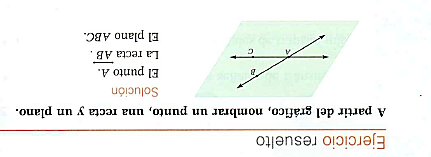 Ejercicio resuelto
A partir del gráfico, nombrar un punto, una recta y un plano.
Solución
El punto A.
La recta AB.
El plano ABC.
B
A
C